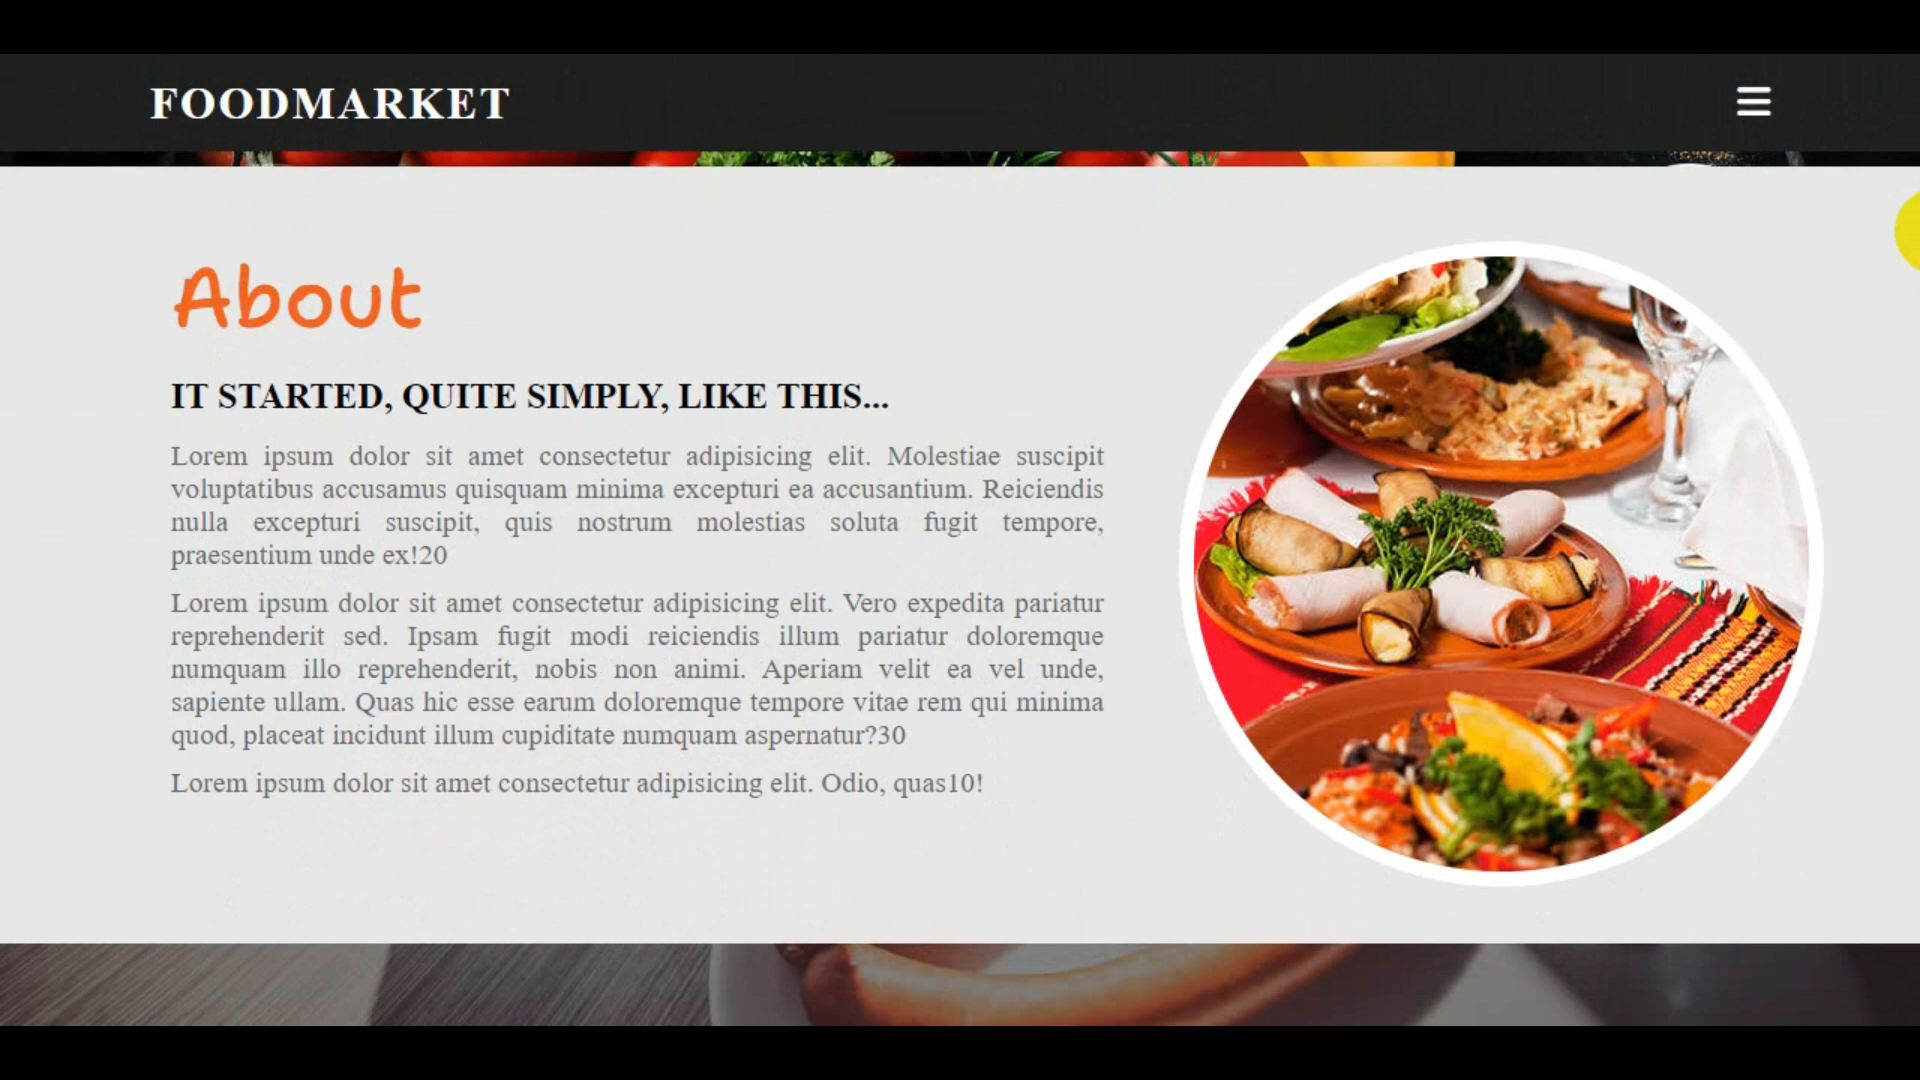 FOODMARKET
About
IT STARTED, QUITE SIMPLY, LIKE THIS...
Lorem ipsum dolor sit amet consectetur adipisicing elit. Molestiae suscipit
voluptatibus accusamus quisquam minima excepturi ea accusantium. Reiciendis
nulla excepturi suscipit, quis nostrum molestias soluta fugit tempore,
praesentium unde ex!20
Lorem ipsum dolor sit amet consectetur adipisicing elit. Vero expedita pariatur
reprehenderit sed. Ipsam fugit modi reiciendis illum pariatur doloremque
numquam illo reprehenderit, nobis non animi. Aperiam velit ea vel unde,
sapiente ullam. Quas hic esse earum doloremque tempore vitae rem qui minima
quod, placeat incidunt illum cupiditate numquam aspernatur?30
Lorem ipsum dolor sit amet consectetur adipisicing elit. Odio, quas10!